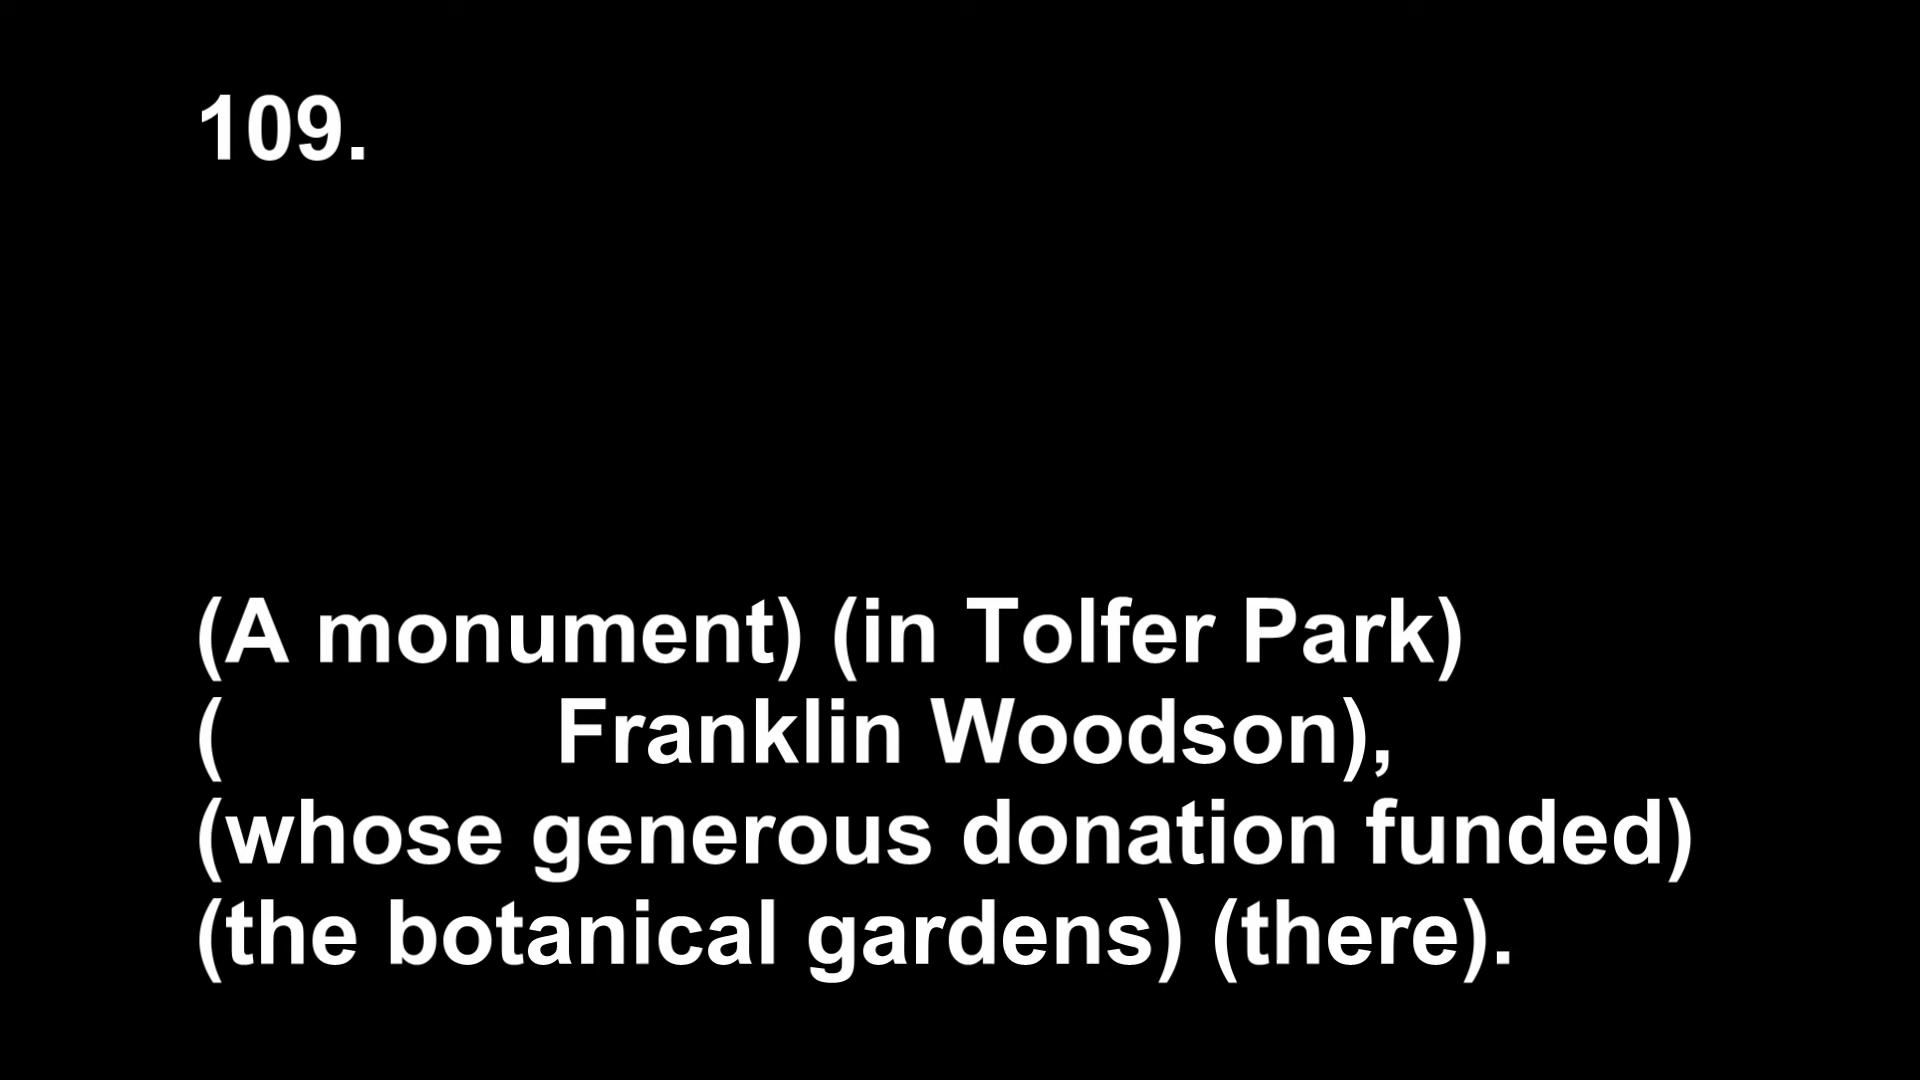 109.
(A monument) (in Tolfer Park)
( Franklin Woodson),
(whose generous donation funded)
(the botanical gardens) (there).